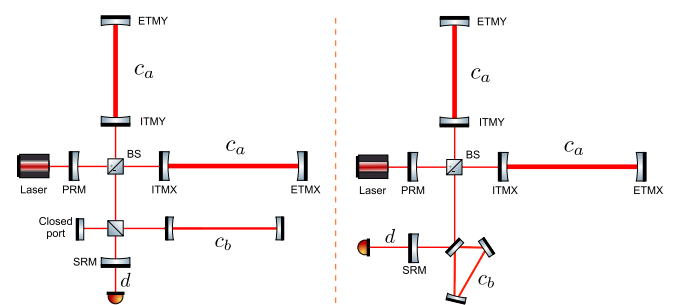 ETMY
c_a
ITMY
BS
c_a
Laser
PRM
ITMX
ETMX
Closed
port
c_b
SRM
d
ETMY
c_a
ITMY
BS
c_a
Laser
PRM
ITMX
ETMX
d
SRM
c_b